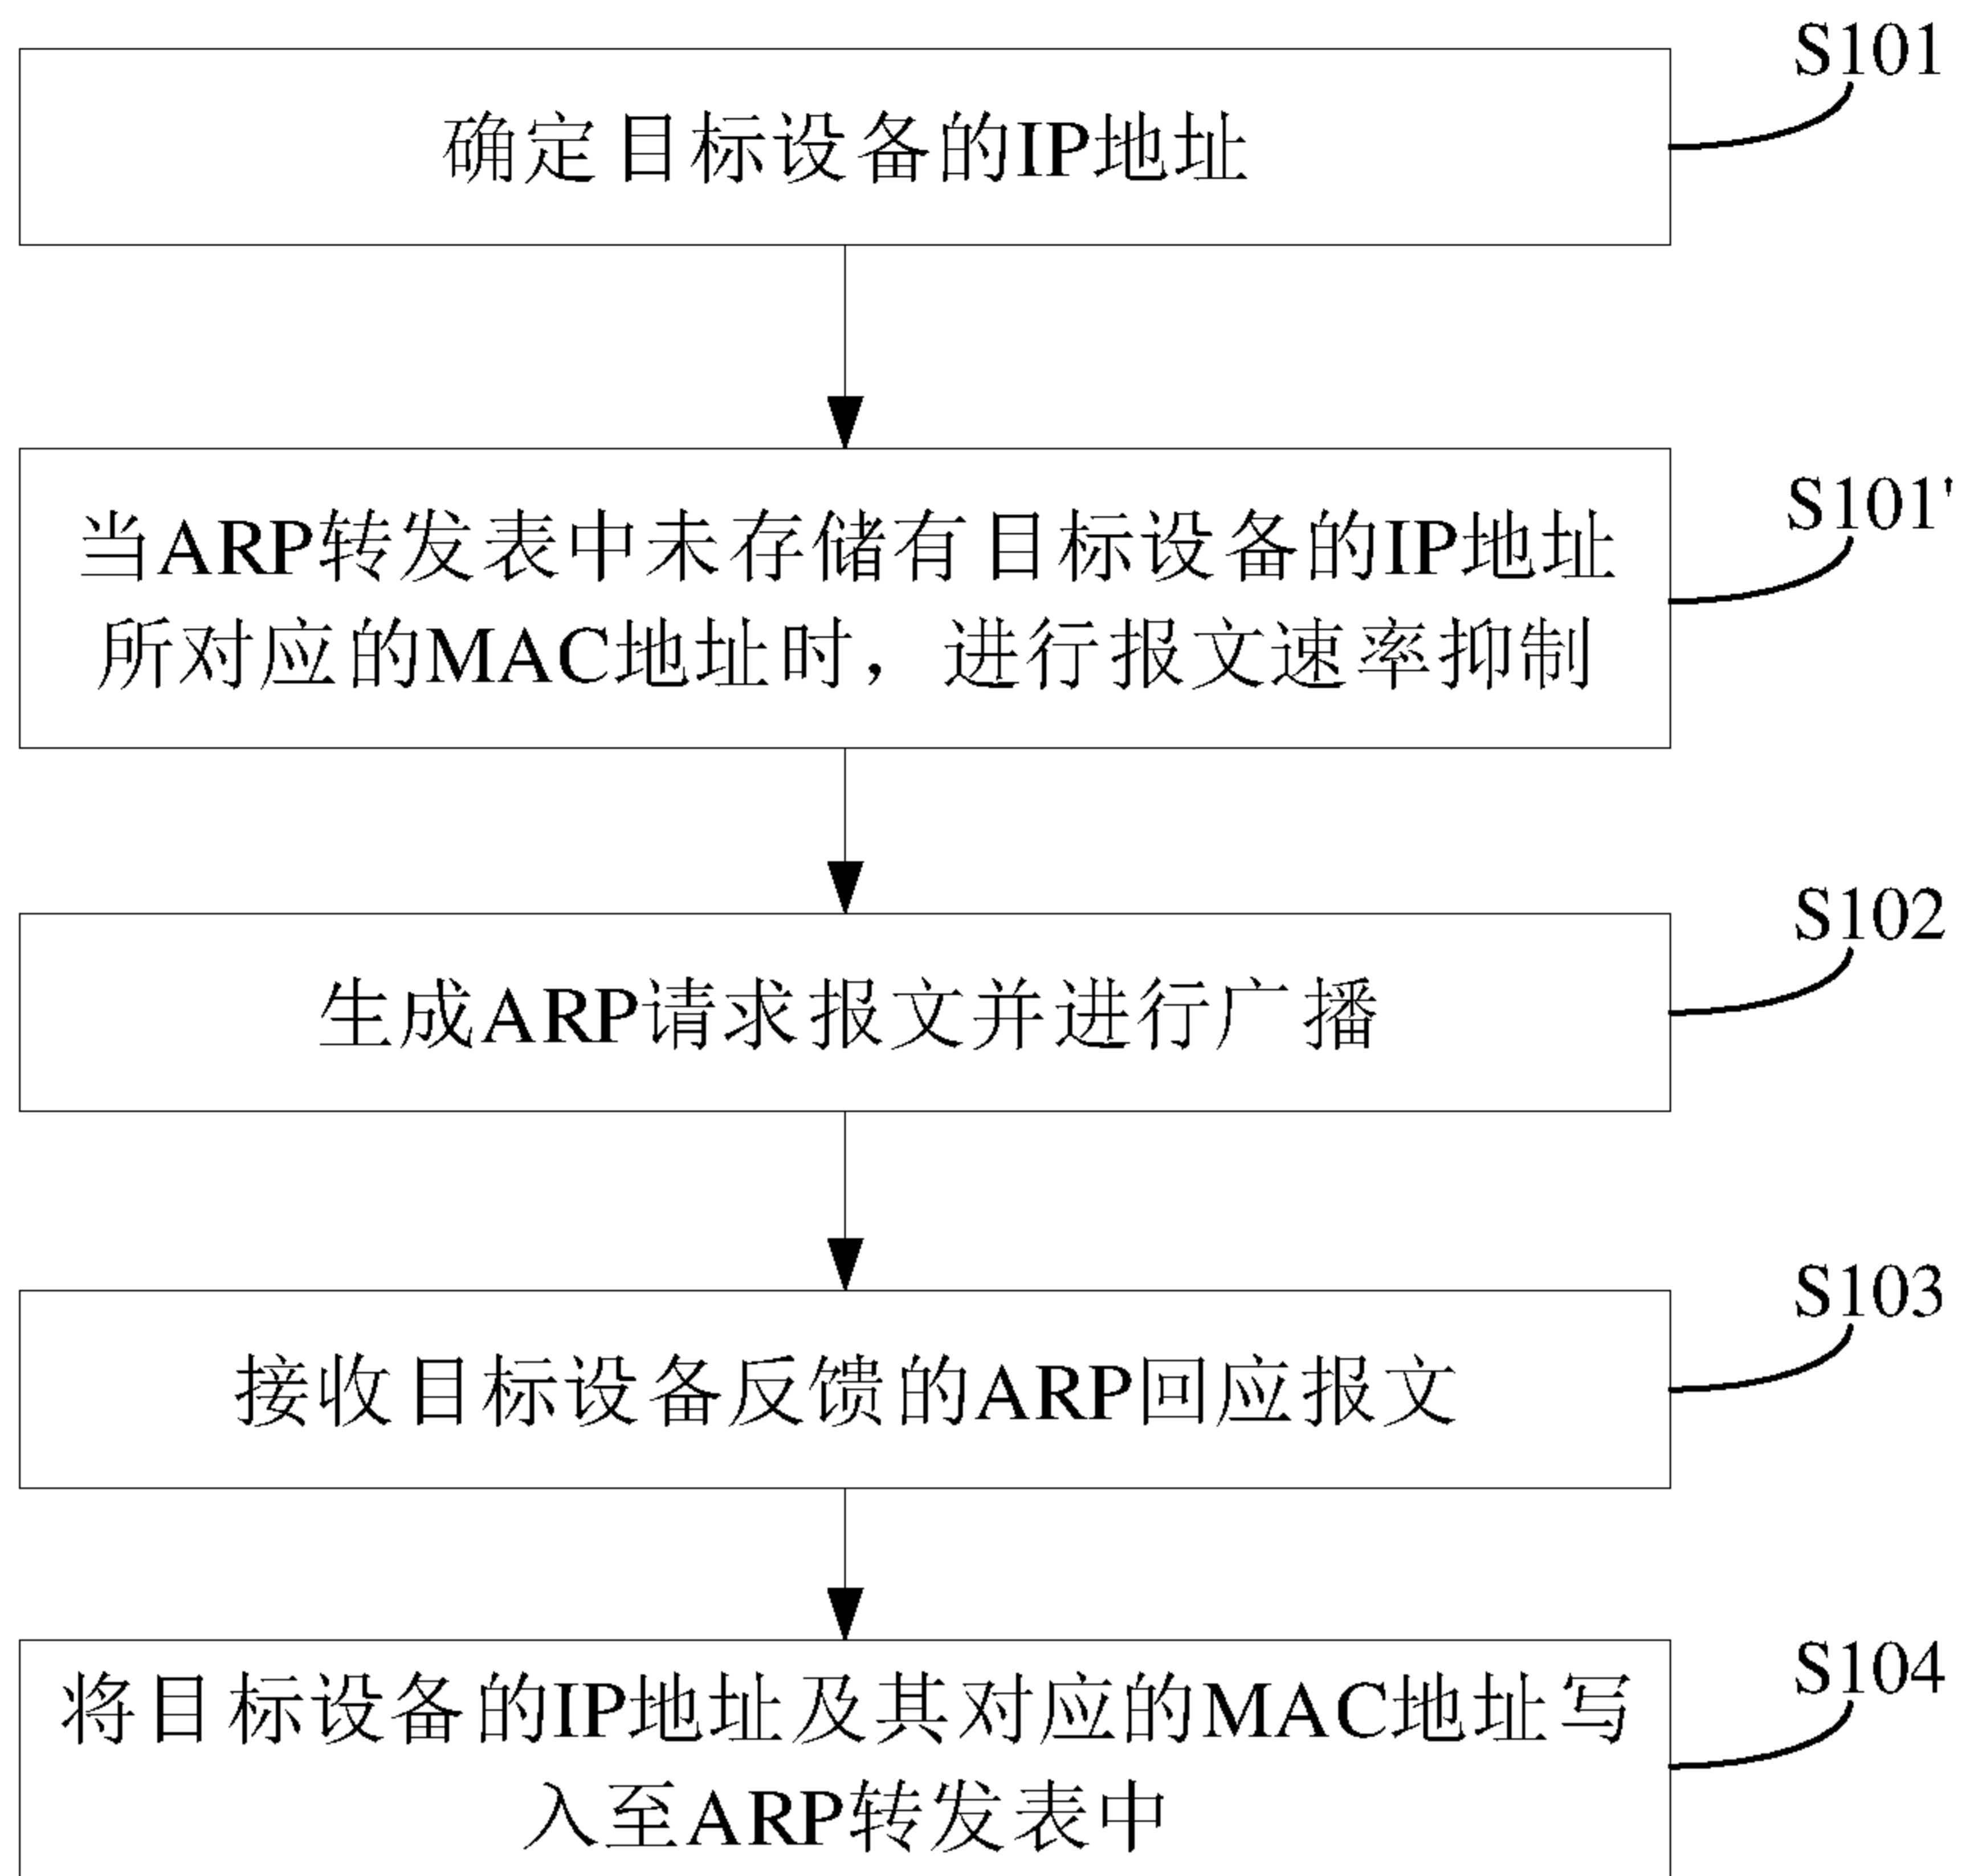 S101
确定目标设备的IP地址
S101'
当ARP转发表中未存储有目标设备的IP地址
所对应的MAC地址时，进行报文速率抑制
S102
生成ARP请求报文并进行广播
S103
接收目标设备反馈的ARP回应报文
S104
将目标设备的IP地址及其对应的MAC地址写
入至ARP转发表中